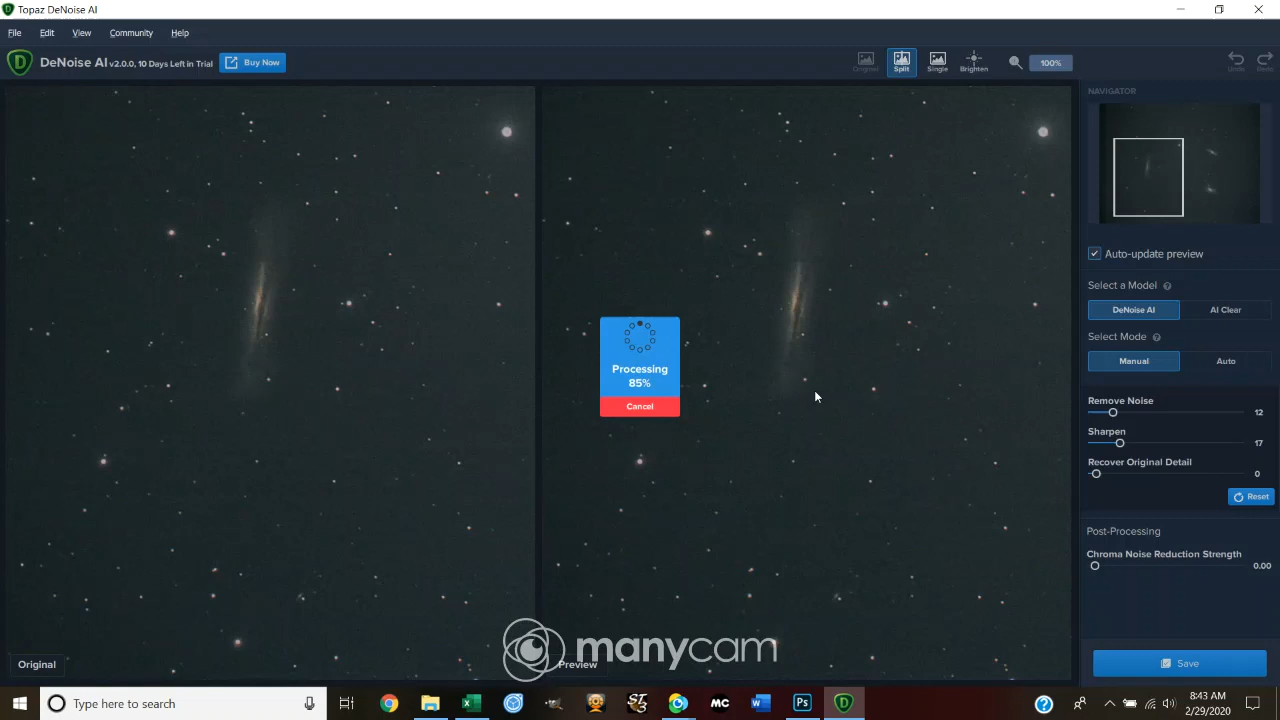 Topaz DeNoise AI
File Edit View Community Help
DeNoise AI v2.0.0, 10 Days Left in Trial Buy Now
Original Split Single Brighten 100% Undo Redo
NAVIGATOR
Auto-update preview
Select a Model
DeNoise AI AI Clear
Select Mode
Manual Auto
Processing
85%
Cancel
Remove Noise
12
Sharpen
17
Recover Original Detail
0
Reset
Post-Processing
Chroma Noise Reduction Strength
0.00
Original
Preview
manycam
Save
Type here to search
8:43 AM
2/29/2020